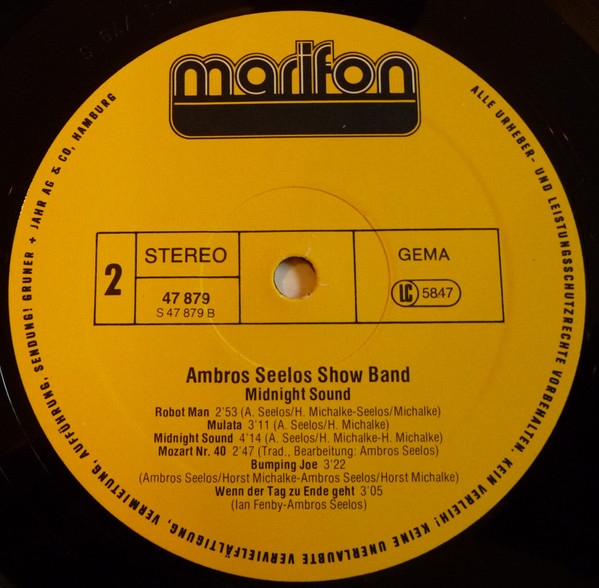 marifon
ALLE URHEBER- UND LEISTUNGSSCHUTZRECHTE VORBEHALTEN. KEIN VERLEIH! KEINE UNERLAUBTE VERVIELFÄLTIGUNG, VERMIETUNG, AUFFÜHRUNG, SENDUNG! GRUNER + JAHR AG & CO, HAMBURG
2
STEREO
47 879
S 47 879 B
GEMA
LC 5847
Ambros Seelos Show Band
Midnight Sound
Robot Man 2'53 (A. Seelos/H. Michalke-Seelos/Michalke)
Mulata 3'11 (A. Seelos/H. Michalke)
Midnight Sound 4'14 (A. Seelos/H. Michalke-H. Michalke)
Mozart Nr. 40 2'47 (Trad., Bearbeitung: Ambros Seelos)
Bumping Joe 3'22
(Ambros Seelos/Horst Michalke-Ambros Seelos/Horst Michalke)
Wenn der Tag zu Ende geht 3'05
(Ian Fenby-Ambros Seelos)